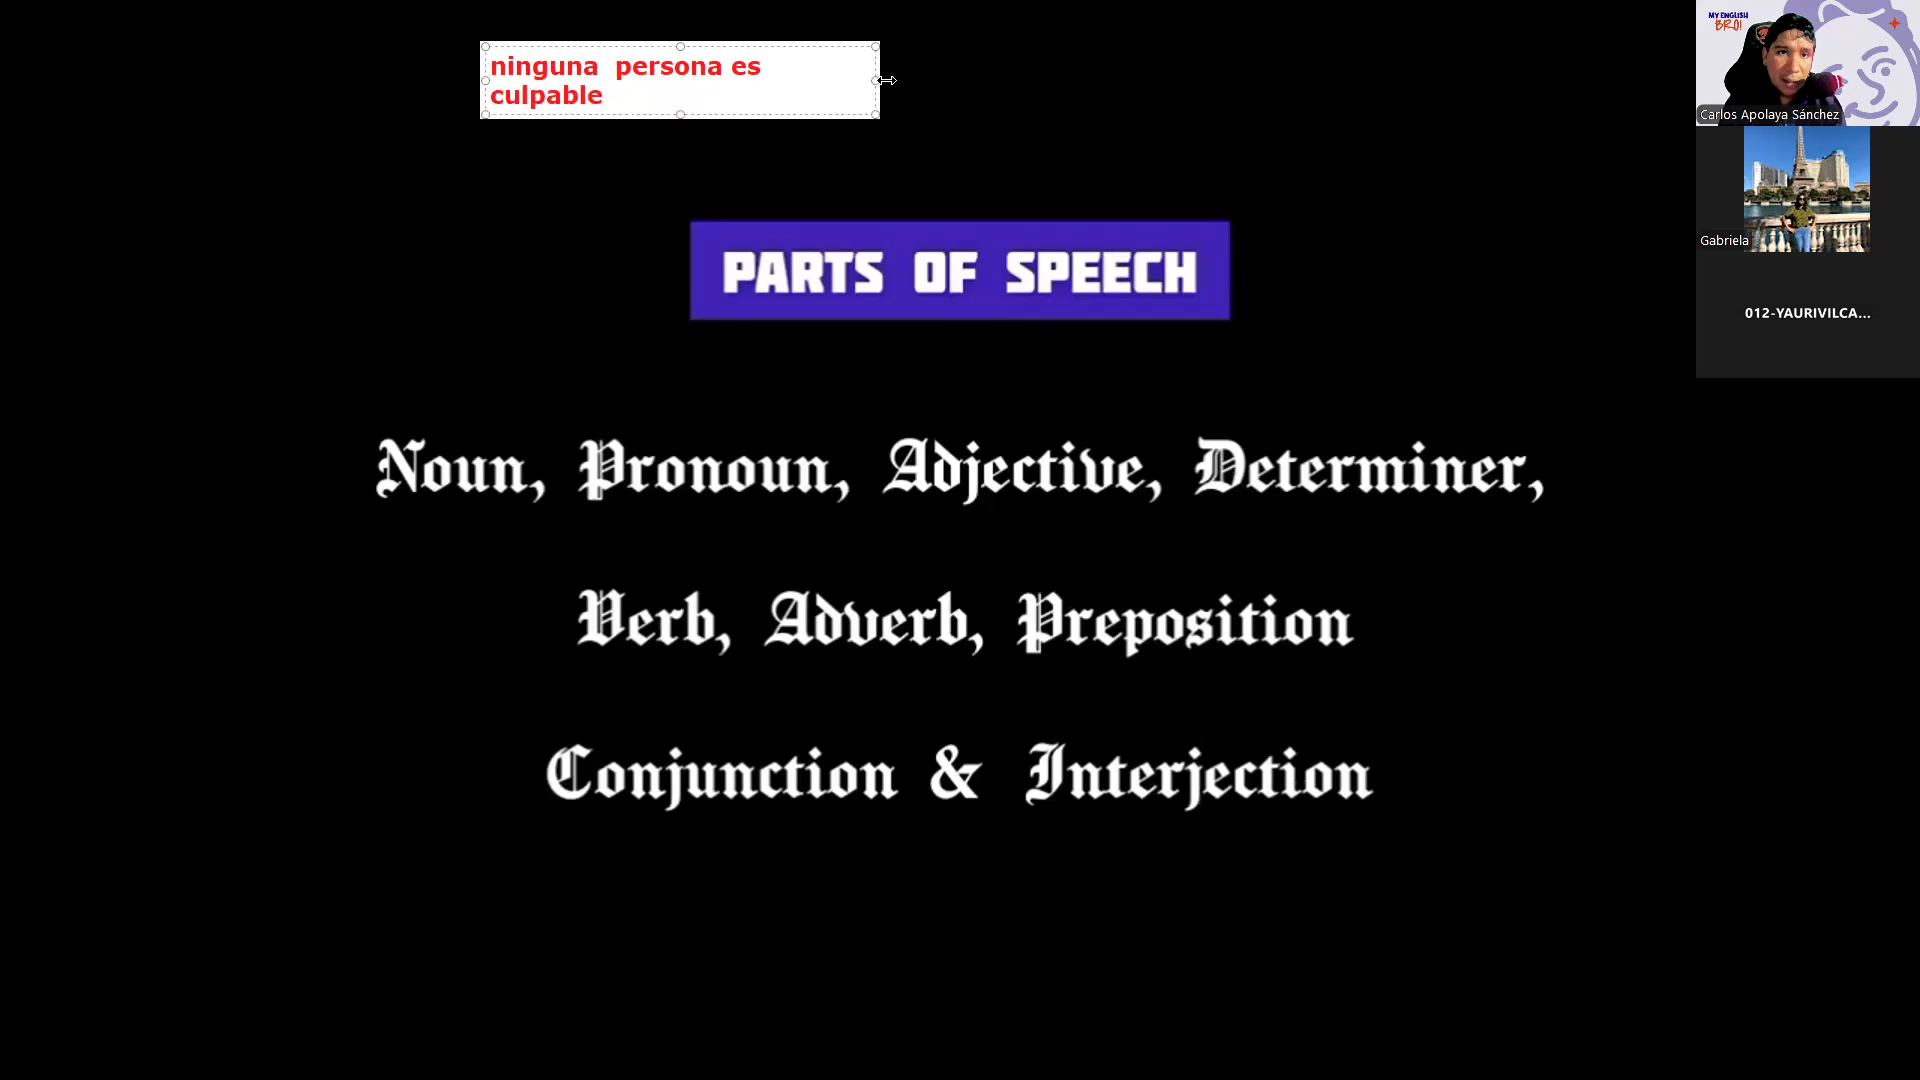 ninguna  persona es
culpable
PARTS OF SPEECH
Noun, Pronoun, Adjective, Determiner,
Verb, Adverb, Preposition
Conjunction & Interjection
MY ENGLISH
BRO!
Carlos Apolaya Sánchez
Gabriela
012-YAURIVILCA...